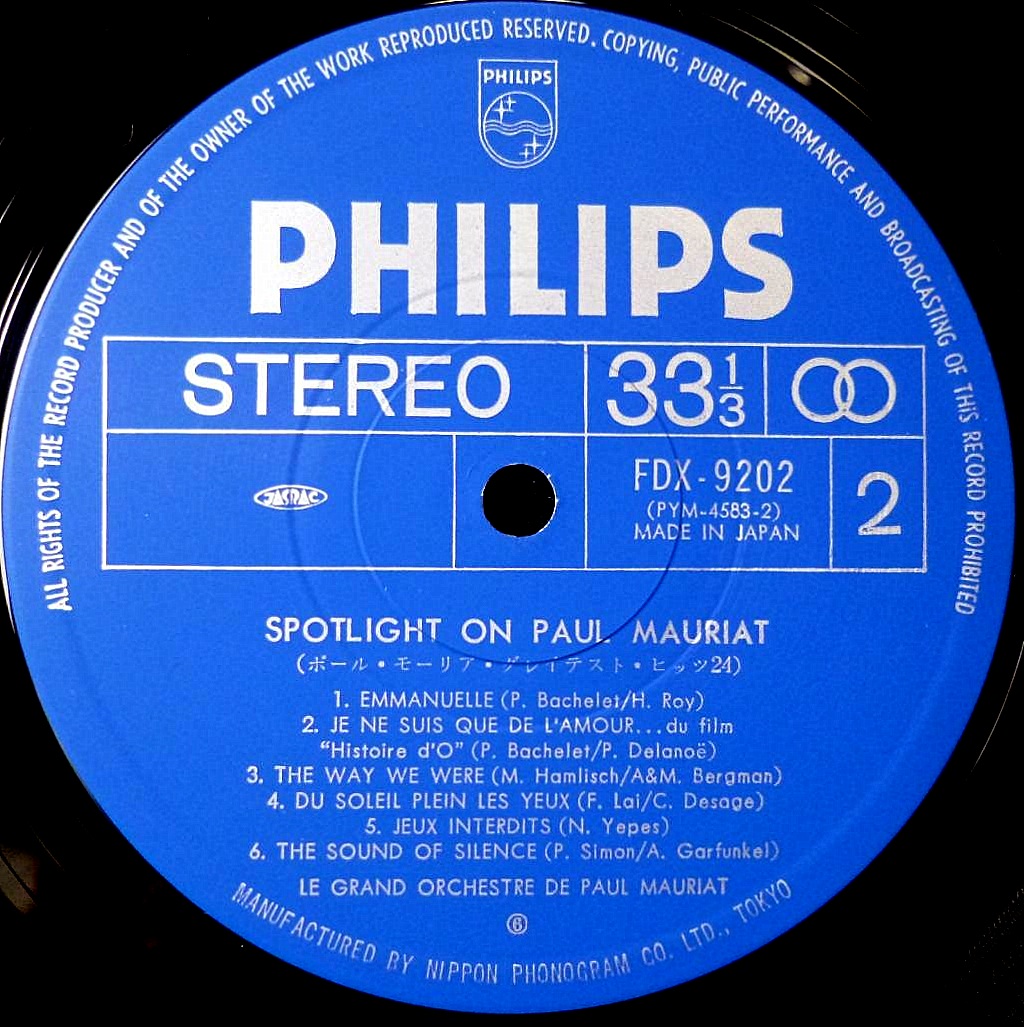 ALL RIGHTS OF THE RECORD PRODUCER AND OF THE OWNER OF THE WORK REPRODUCED RESERVED. COPYING, PUBLIC PERFORMANCE AND BROADCASTING OF THIS RECORD PROHIBITED
PHILIPS
PHILIPS
STEREO 33 1/3
JASRAC
FDX-9202
(PYM-4583-2)
MADE IN JAPAN
2
SPOTLIGHT ON PAUL MAURIAT
(ポール・モーリア・グレイテスト・ヒッツ24)
1. EMMANUELLE (P. Bachelet/H. Roy)
2. JE NE SUIS QUE DE L'AMOUR...du film
"Histoire d'O" (P. Bachelet/P. Delanoë)
3. THE WAY WE WERE (M. Hamlisch/A&M. Bergman)
4. DU SOLEIL PLEIN LES YEUX (F. Lai/C. Desage)
5. JEUX INTERDITS (N. Yepes)
6. THE SOUND OF SILENCE (P. Simon/A. Garfunkel)
LE GRAND ORCHESTRE DE PAUL MAURIAT
⑥
MANUFACTURED BY NIPPON PHONOGRAM CO. LTD., TOKYO